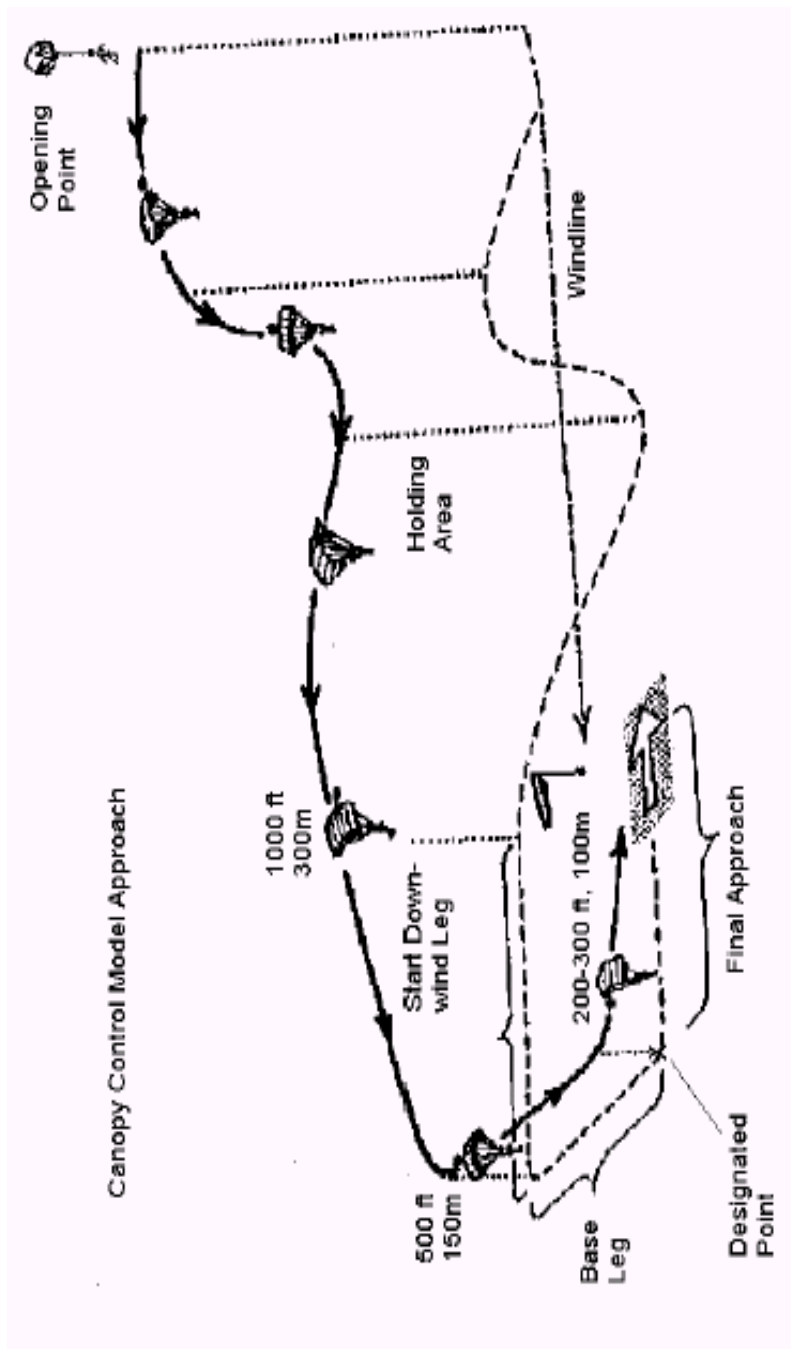 Canopy Control Model Approach
Opening
Point
Windline
Holding
Area
1000 ft
300m
Start Down-
wind Leg
500 ft
150m
Base
Leg
200-300 ft, 100m
Final Approach
Designated
Point